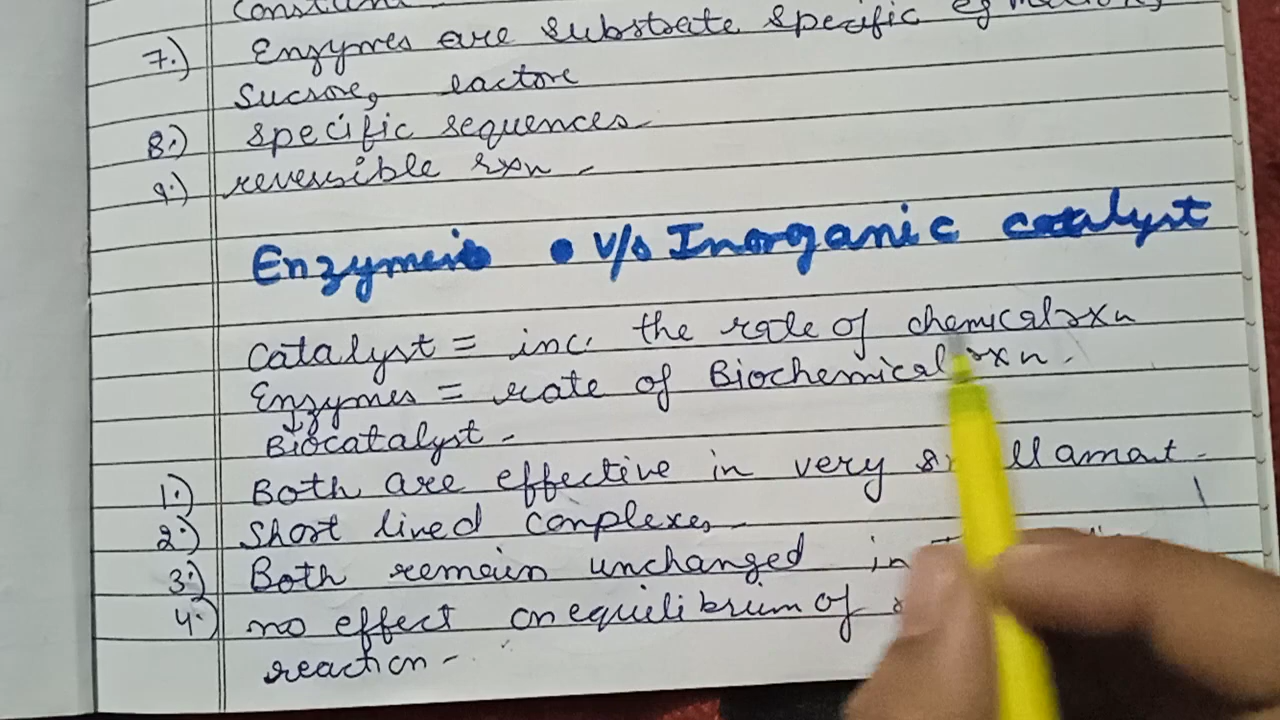 7.) Enzymes are substrate specific eg
Sucrose, lactose
8.) specific sequences
9.) reversible rxn -
Enzymes v/s Inorganic catalyst
Catalyst = inc. the rate of chemical rxn
Enzymes = rate of Biochemical rxn.
↓
Biocatalyst -
1.) Both are effective in very amout -
2.) Short lived complexes -
3.) Both remain unchanged in
4.) no effect on equilibrium of
reaction -